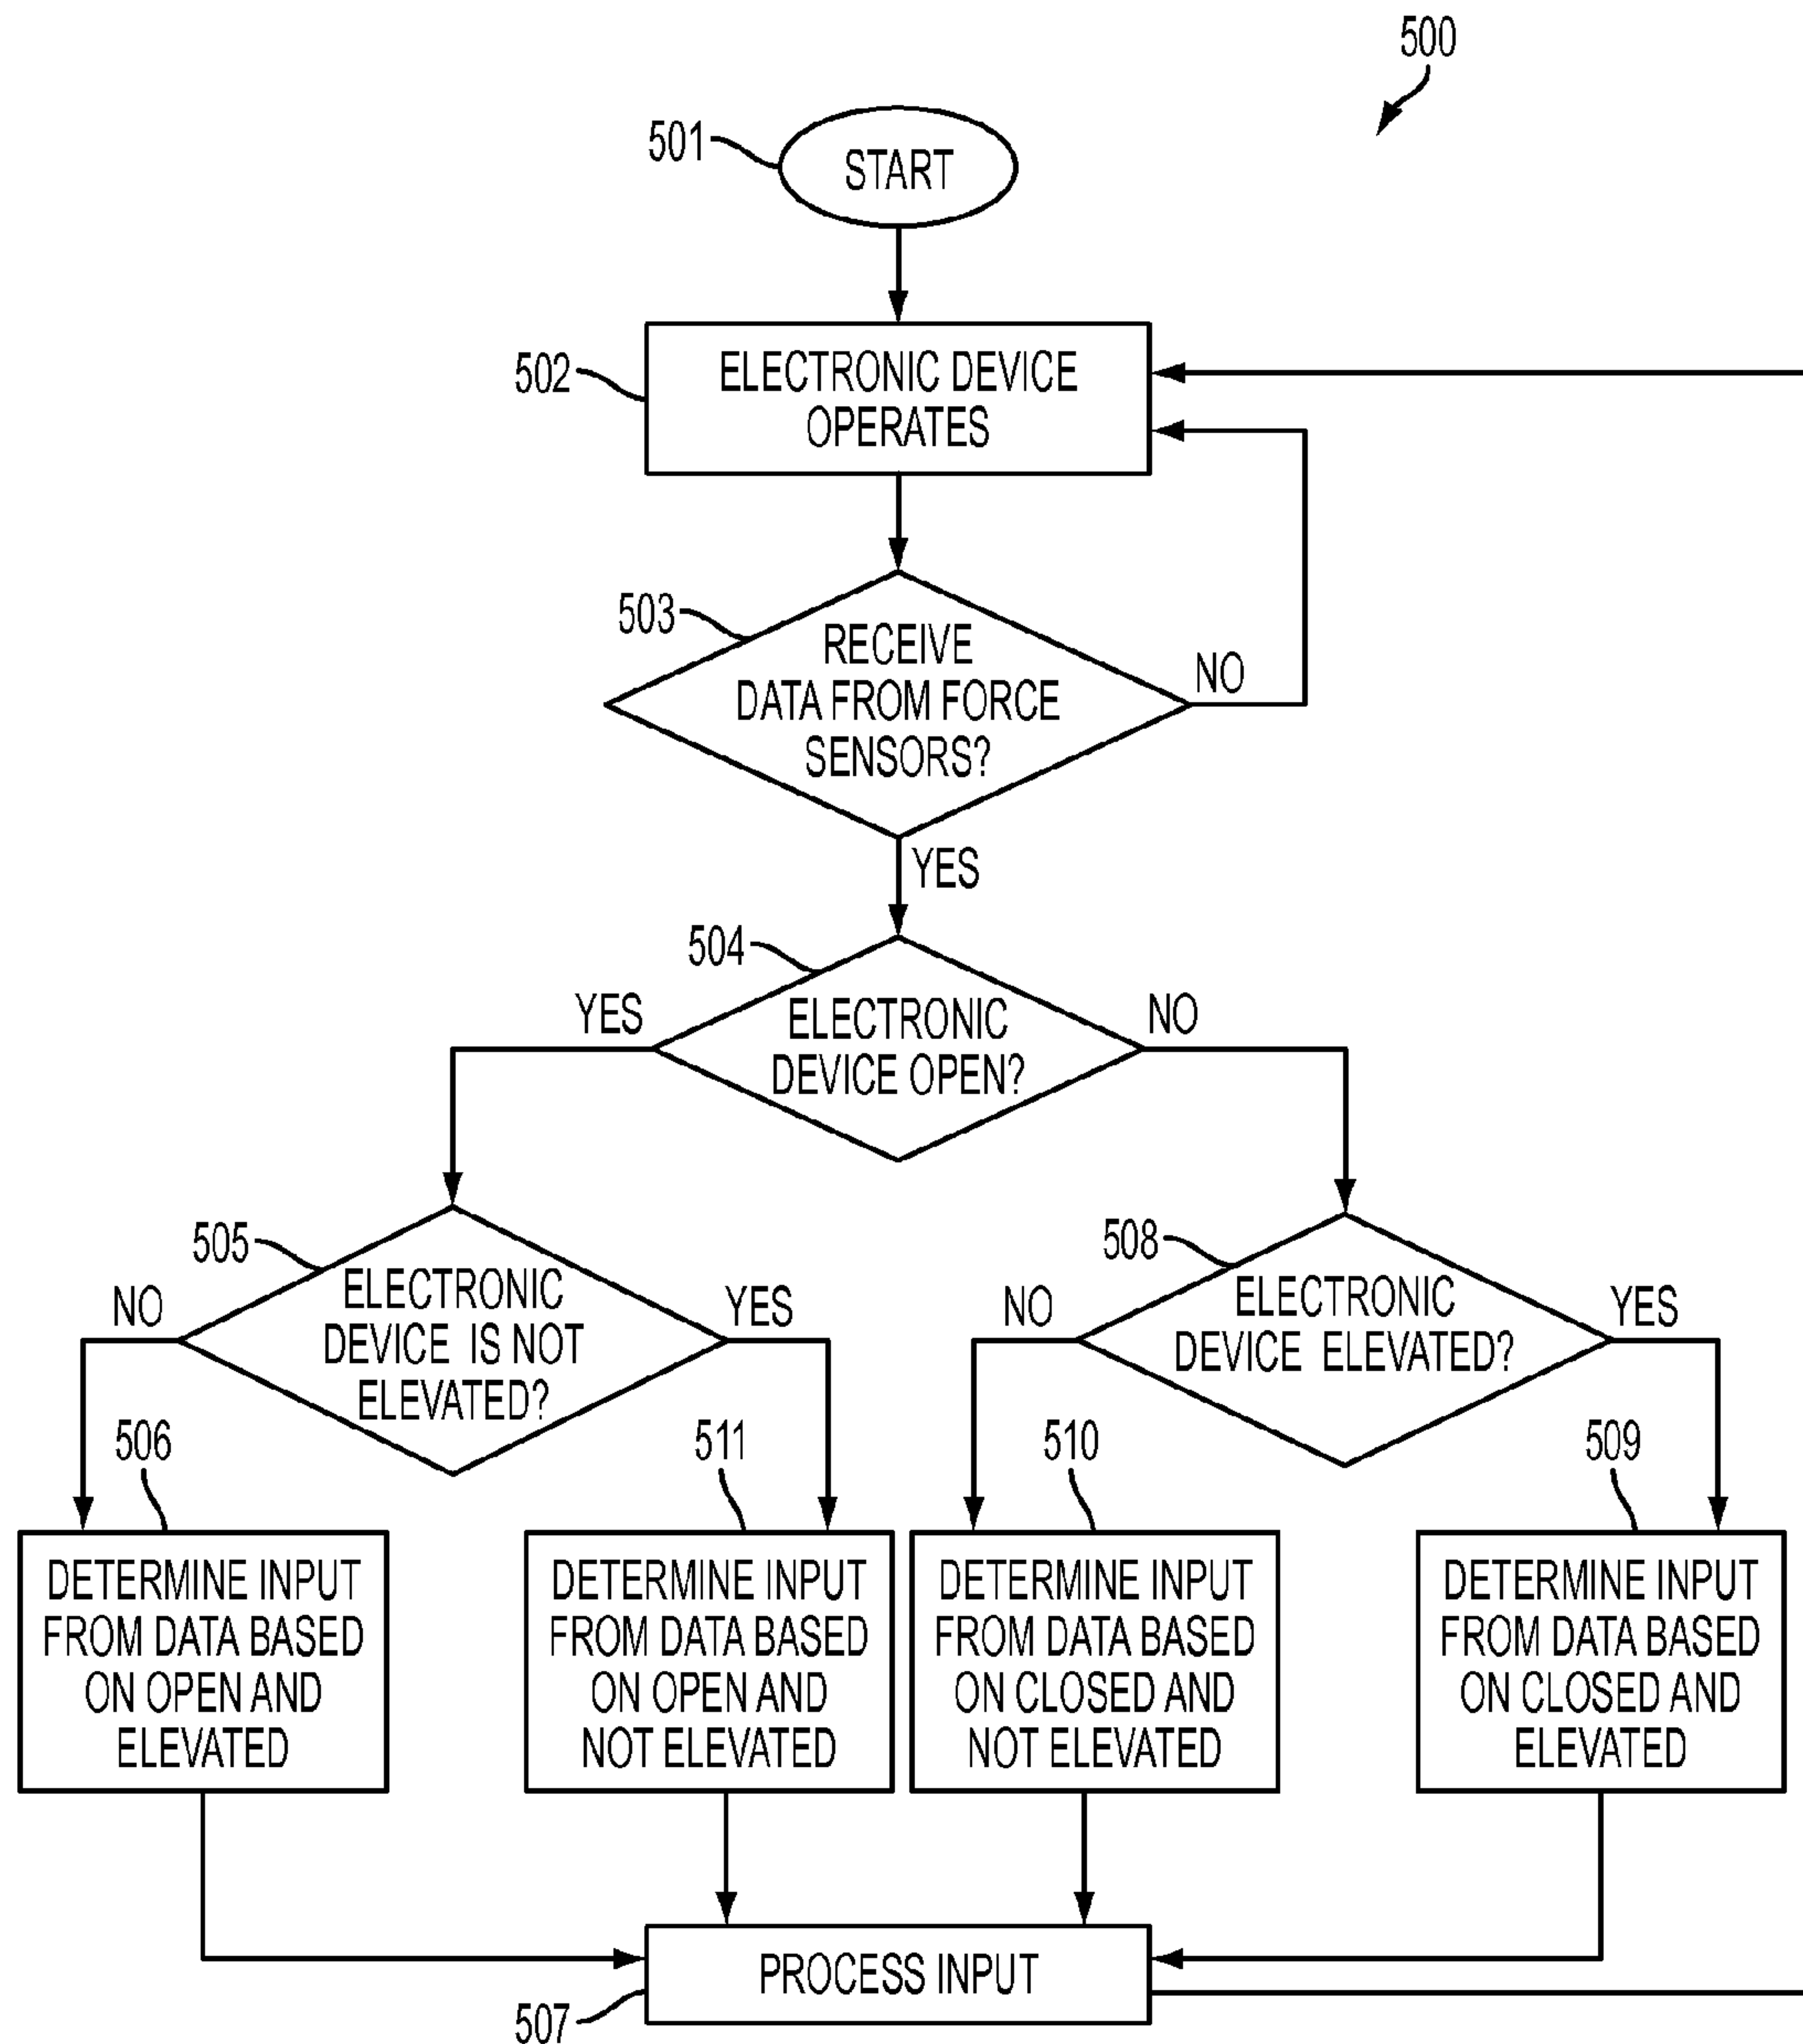 500
501
START
502
ELECTRONIC DEVICE
OPERATES
503
RECEIVE
DATA FROM FORCE
SENSORS?
NO
YES
504
ELECTRONIC
DEVICE OPEN?
YES
NO
505
ELECTRONIC
DEVICE IS NOT
ELEVATED?
NO
YES
508
ELECTRONIC
DEVICE ELEVATED?
NO
YES
506
DETERMINE INPUT
FROM DATA BASED
ON OPEN AND
ELEVATED
511
DETERMINE INPUT
FROM DATA BASED
ON OPEN AND
NOT ELEVATED
510
DETERMINE INPUT
FROM DATA BASED
ON CLOSED AND
NOT ELEVATED
509
DETERMINE INPUT
FROM DATA BASED
ON CLOSED AND
ELEVATED
PROCESS INPUT
507